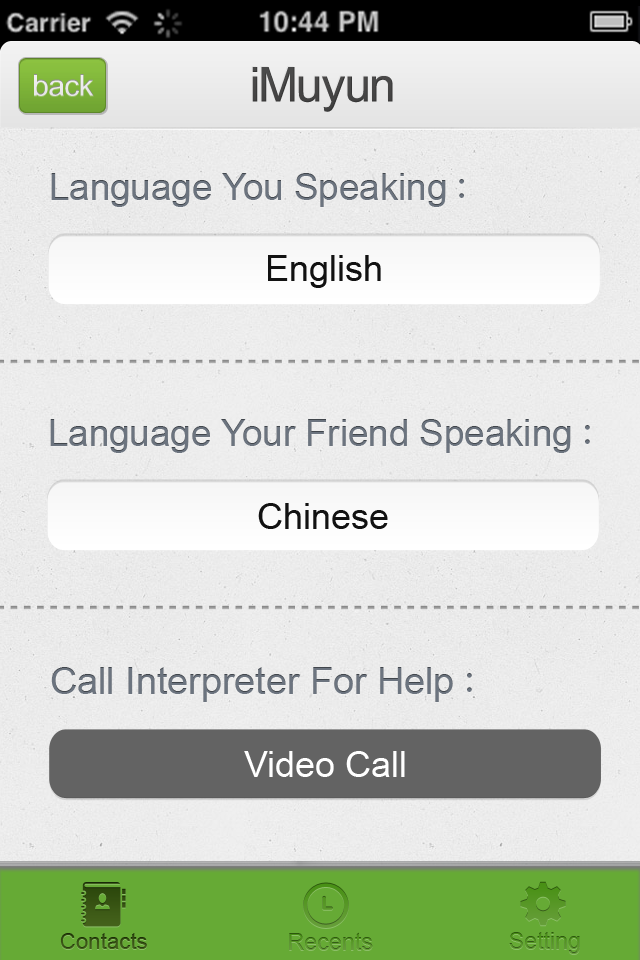 Carrier 10:44 PM
back iMuyun
Language You Speaking :
English
Language Your Friend Speaking :
Chinese
Call Interpreter For Help :
Video Call
Contacts Recents Setting